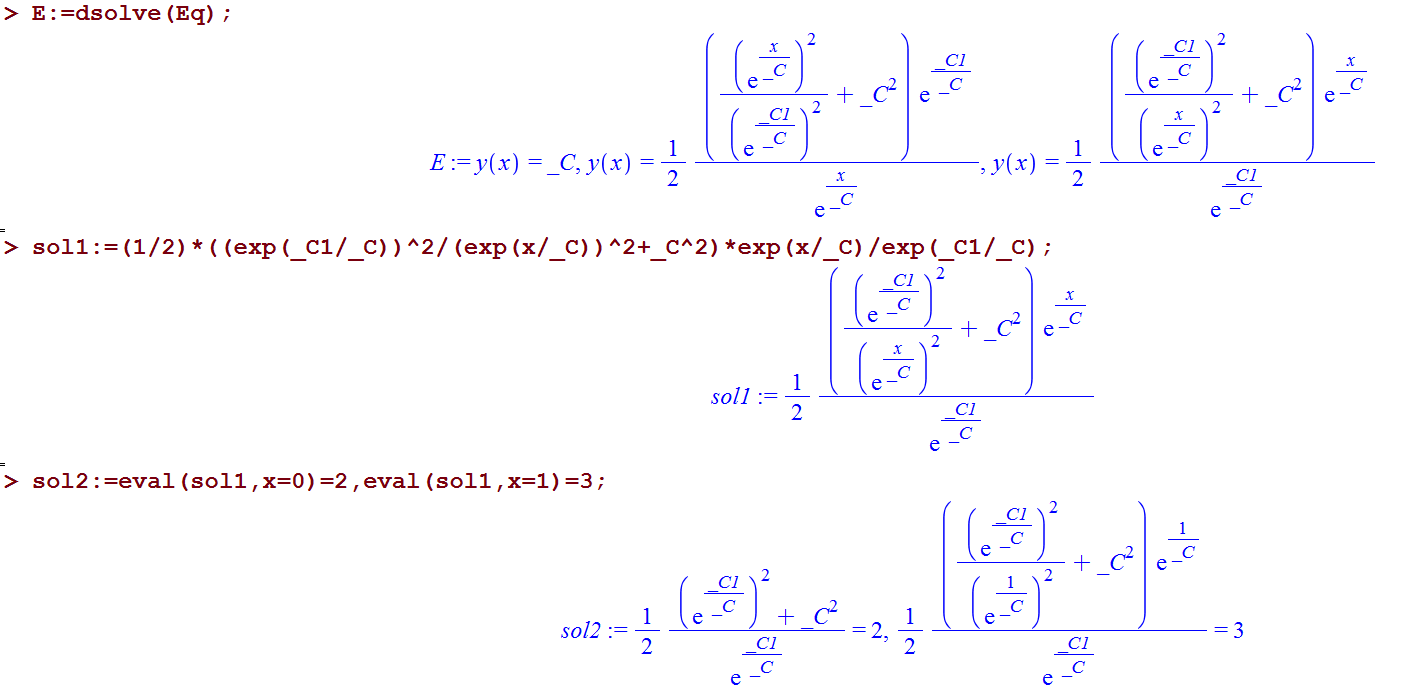 > E:=dsolve(Eq);
E := y(x) = _C, y(x) = 1/2 ((e^(x/_C))^2/(e^(_C1/_C))^2 + _C^2) e^(_C1/_C)/e^(x/_C), y(x) = 1/2 ((e^(_C1/_C))^2/(e^(x/_C))^2 + _C^2) e^(x/_C)/e^(_C1/_C)
> sol1:=(1/2)*((exp(_C1/_C))^2/(exp(x/_C))^2+_C^2)*exp(x/_C)/exp(_C1/_C);
sol1 := 1/2 ((e^(_C1/_C))^2/(e^(x/_C))^2 + _C^2) e^(x/_C)/e^(_C1/_C)
> sol2:=eval(sol1,x=0)=2,eval(sol1,x=1)=3;
sol2 := 1/2 ((e^(_C1/_C))^2 + _C^2)/e^(_C1/_C) = 2, 1/2 ((e^(_C1/_C))^2/(e^(1/_C))^2 + _C^2) e^(1/_C)/e^(_C1/_C) = 3